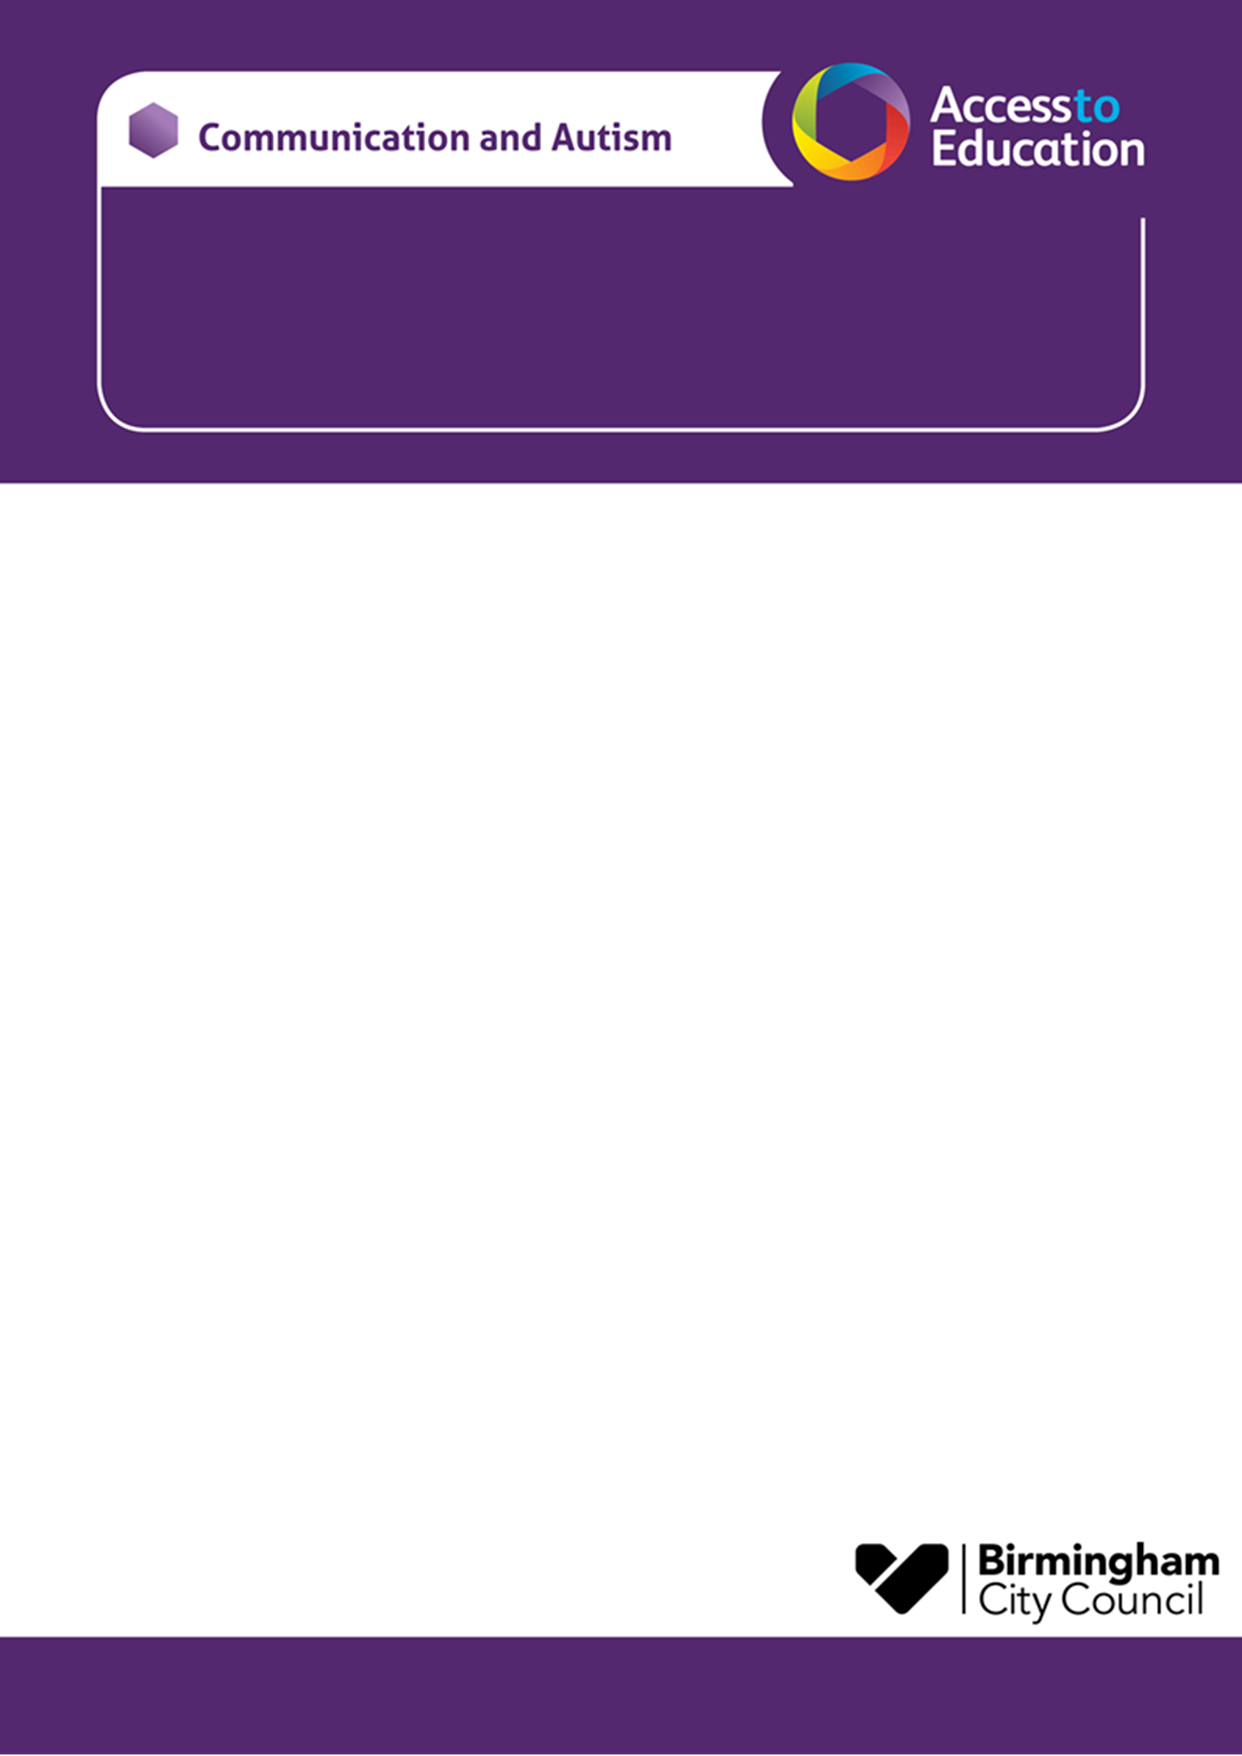 Communication and Autism
Accessto
Education
Birmingham
City Council